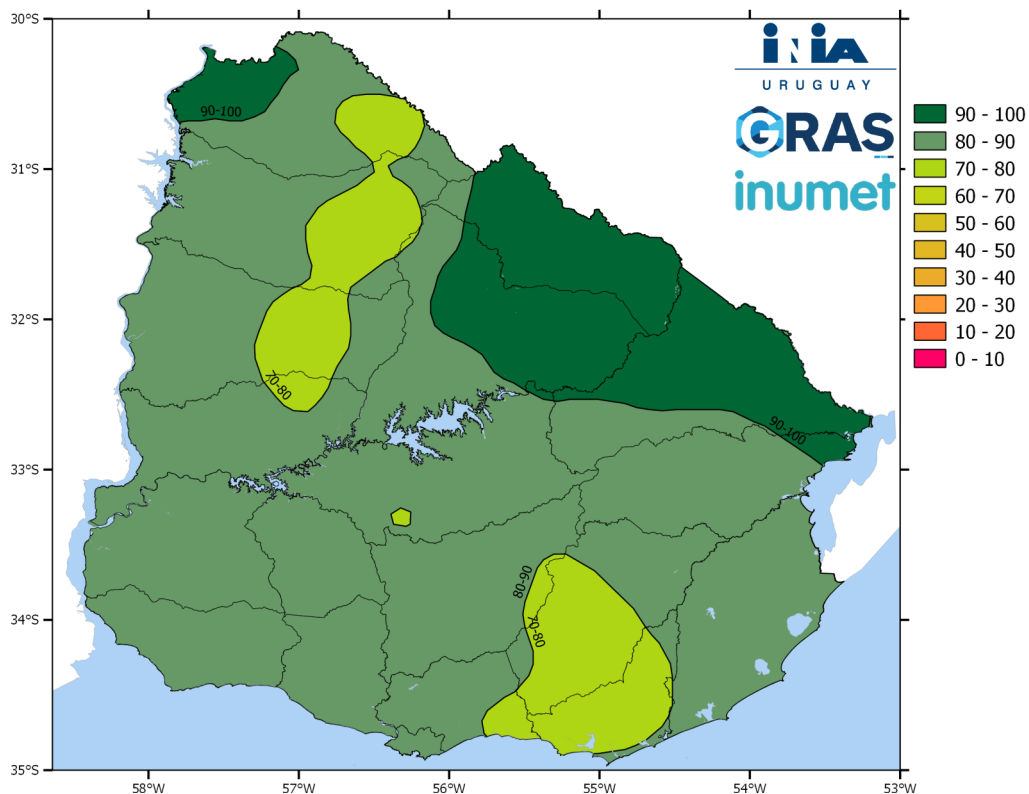 30°S
31°S
32°S
33°S
34°S
35°S
58°W
57°W
56°W
55°W
54°W
53°W
90-100
70-80
90-100
80-90
70-80
iNiA
URUGUAY
GRAS
inumet
90 - 100
80 - 90
70 - 80
60 - 70
50 - 60
40 - 50
30 - 40
20 - 30
10 - 20
0 - 10